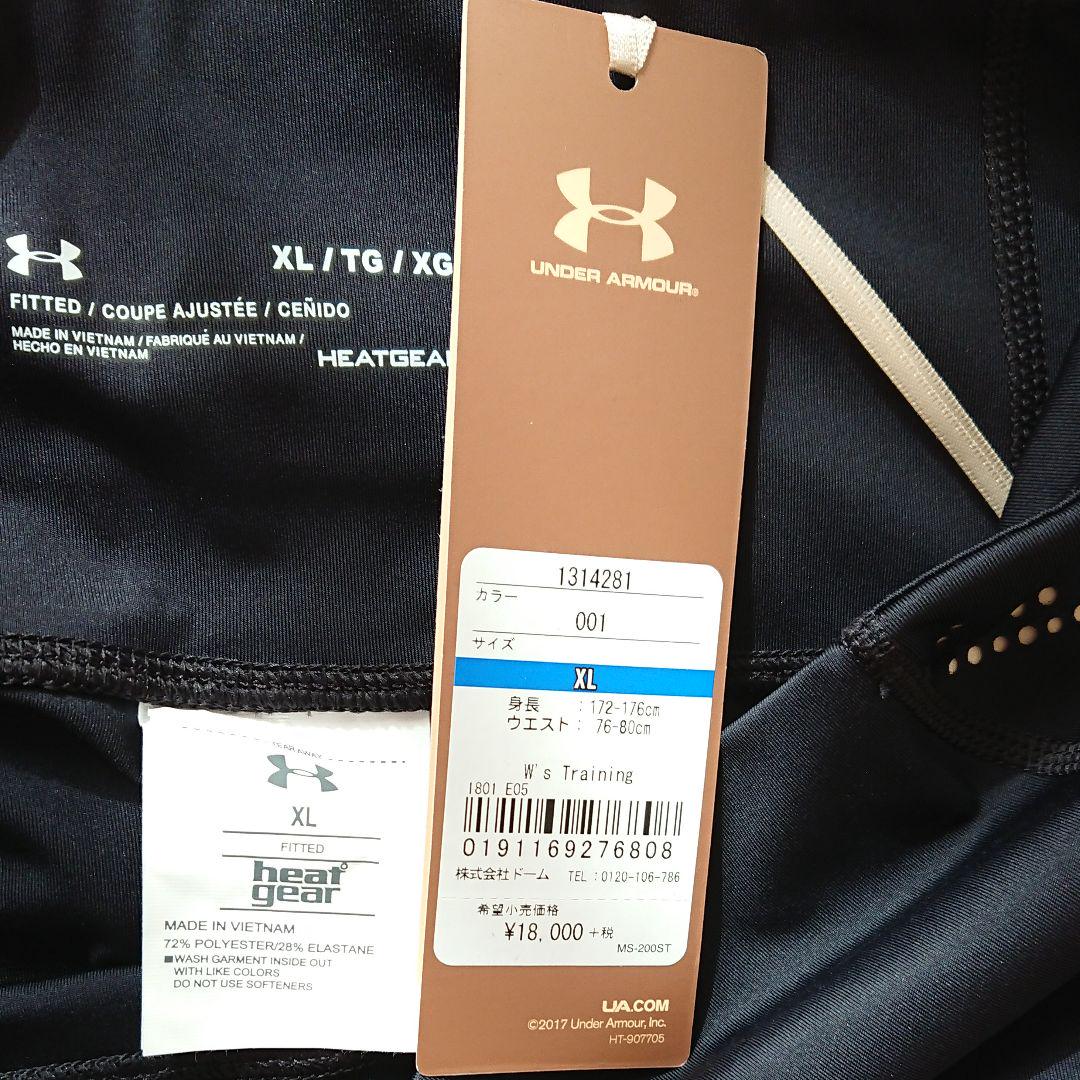 XL / TG / XG
FITTED / COUPE AJUSTÉE / CEÑIDO
MADE IN VIETNAM / FABRIQUÉ AU VIETNAM /
HECHO EN VIETNAM
HEATGEAR
UNDER ARMOUR®
1314281
カラー
001
サイズ
XL
身長 : 172-176cm
ウエスト : 76-80cm
W's Training
1801 E05
0191169276808
株式会社ドーム TEL:0120-106-786
希望小売価格
¥18,000+税
MS-200ST
UA.COM
©2017 Under Armour, Inc.
HT-907705
TEAR AWAY
XL
FITTED
heat
gear
MADE IN VIETNAM
72% POLYESTER/28% ELASTANE
■WASH GARMENT INSIDE OUT
WITH LIKE COLORS
DO NOT USE SOFTENERS